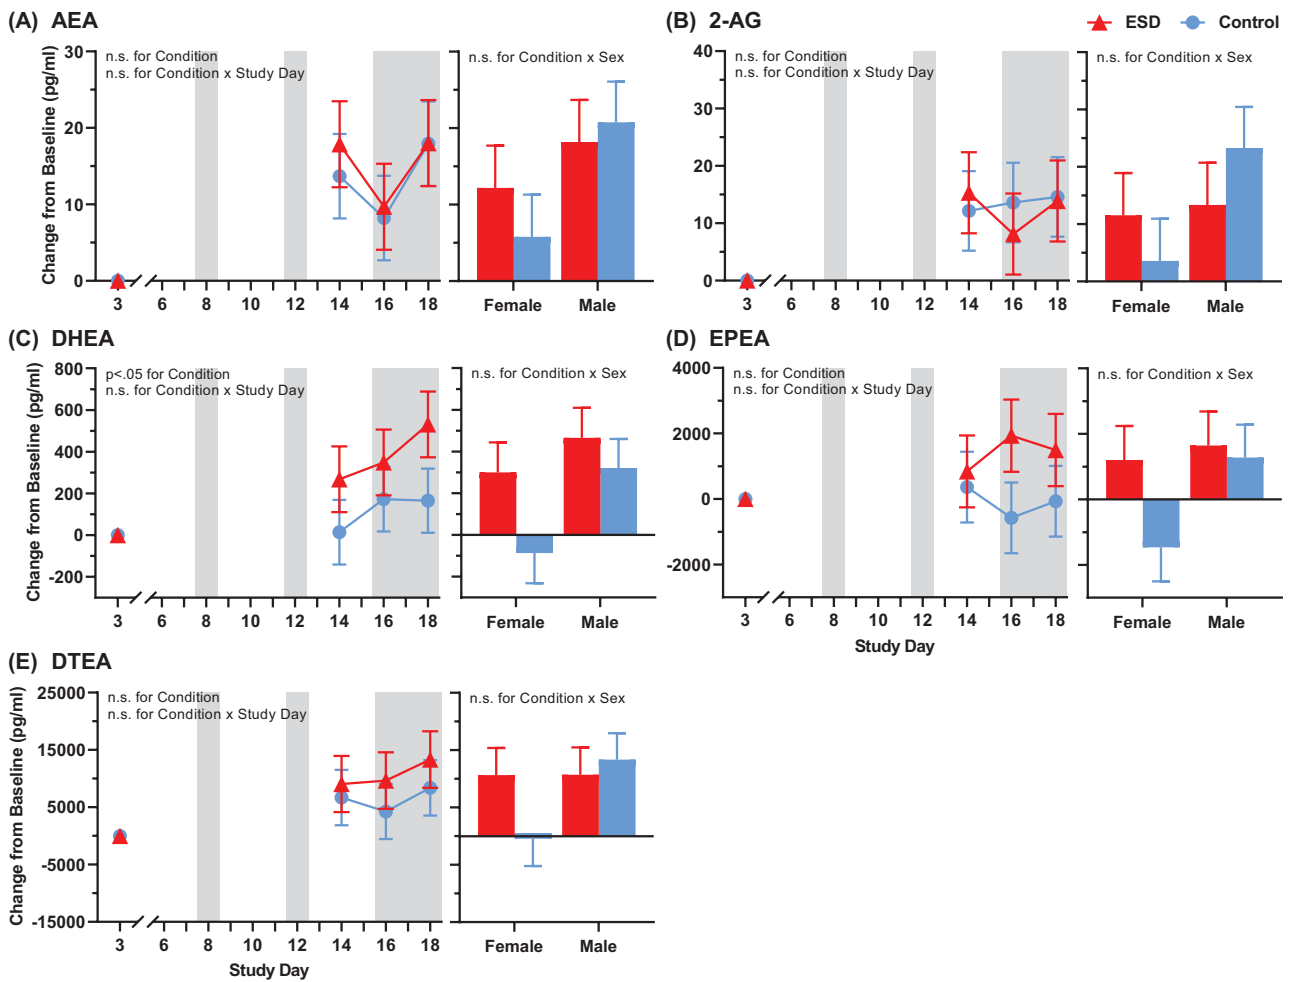 (A) AEA
Change from Baseline (pg/ml)
30
20
10
0
n.s. for Condition
n.s. for Condition x Study Day
3 6 8 10 12 14 16 18
n.s. for Condition x Sex
Female Male
(B) 2-AG
ESD Control
40
30
20
10
0
n.s. for Condition
n.s. for Condition x Study Day
3 6 8 10 12 14 16 18
n.s. for Condition x Sex
Female Male
(C) DHEA
Change from Baseline (pg/ml)
800
600
400
200
0
-200
p<.05 for Condition
n.s. for Condition x Study Day
3 6 8 10 12 14 16 18
n.s. for Condition x Sex
Female Male
(D) EPEA
4000
2000
0
-2000
n.s. for Condition
n.s. for Condition x Study Day
3 6 8 10 12 14 16 18
Study Day
n.s. for Condition x Sex
Female Male
(E) DTEA
Change from Baseline (pg/ml)
25000
15000
5000
-5000
-15000
n.s. for Condition
n.s. for Condition x Study Day
3 6 8 10 12 14 16 18
Study Day
n.s. for Condition x Sex
Female Male